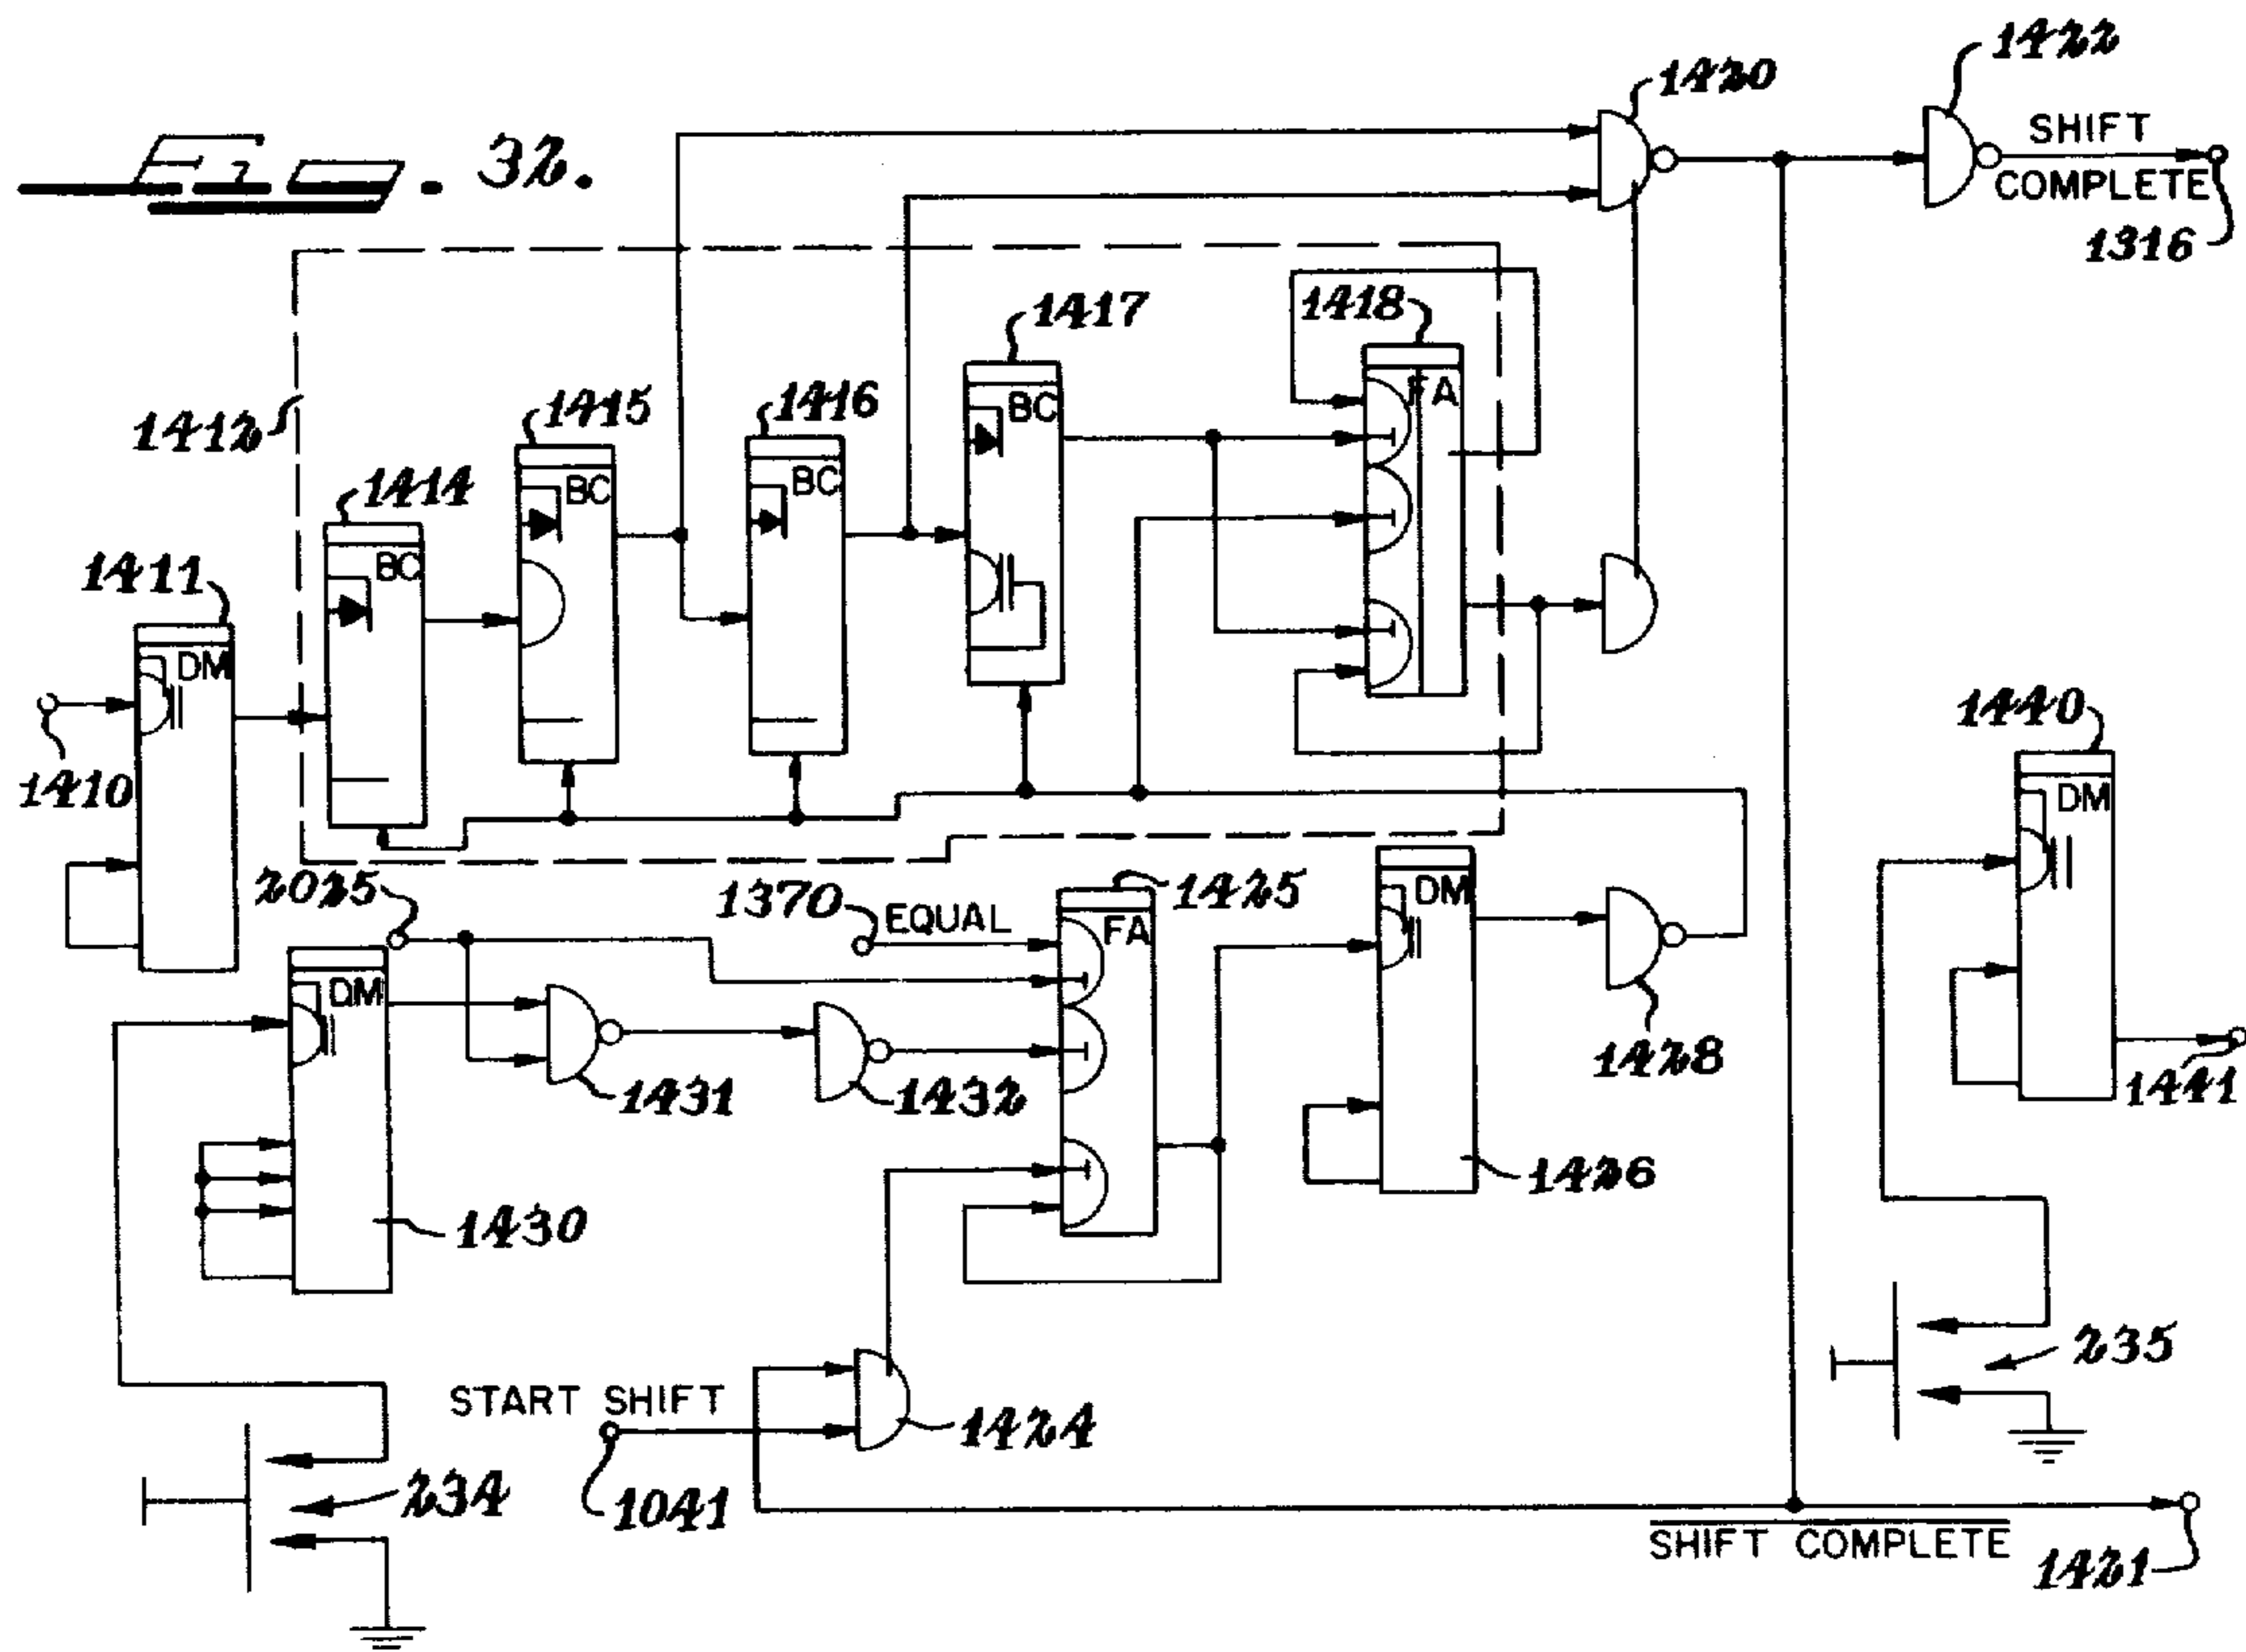 Fig. 32.
1420
1422
SHIFT
COMPLETE
1316
1412
1417
1418
BC
FA
1416
BC
1415
BC
1414
BC
1411
DM
1410
1440
DM
1441
2025
1370
EQUAL
1425
FA
DM
DM
1431
1432
1428
1426
1430
START SHIFT
1424
1041
234
235
SHIFT COMPLETE
1421